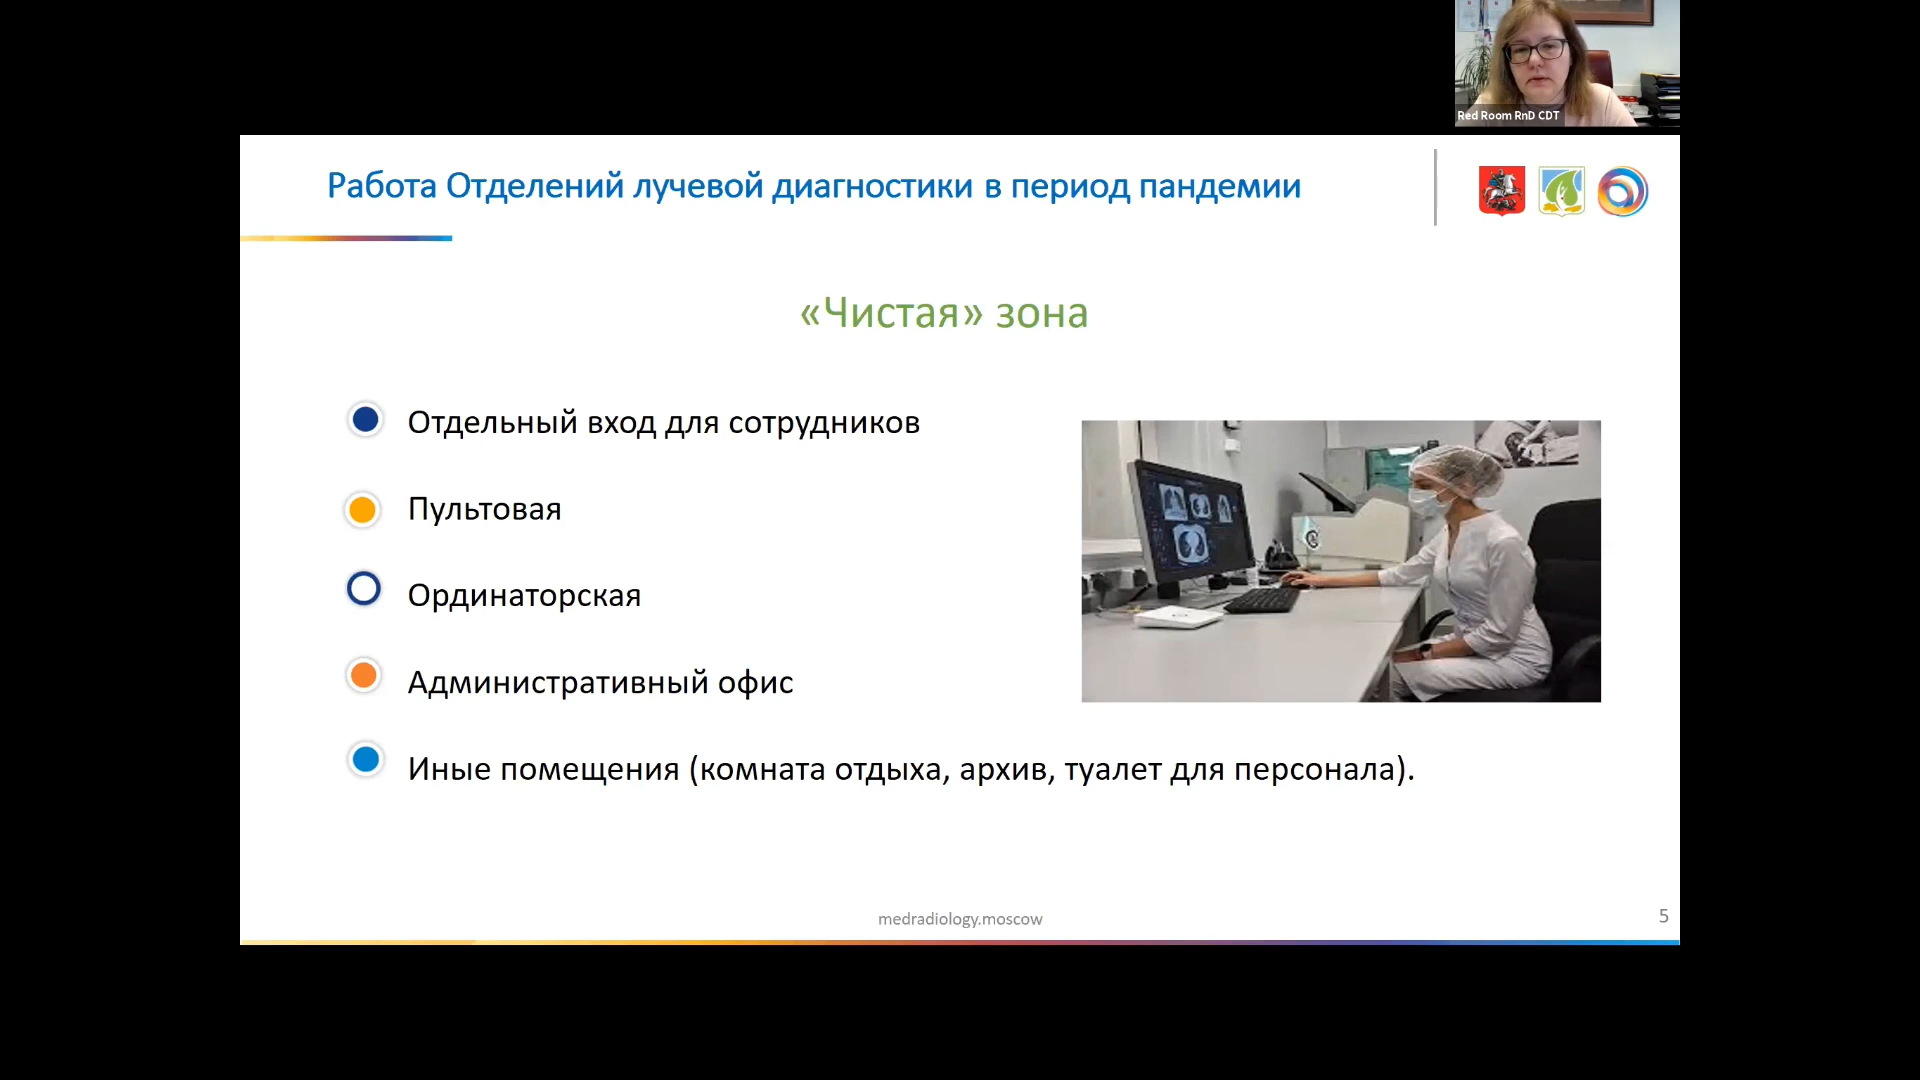 Red Room RnD CDT
Работа Отделений лучевой диагностики в период пандемии
«Чистая» зона
Отдельный вход для сотрудников
Пультовая
Ординаторская
Административный офис
Иные помещения (комната отдыха, архив, туалет для персонала).
medradiology.moscow
5